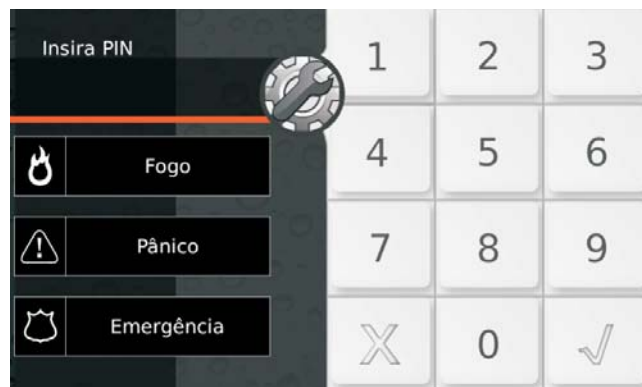 Insira PIN
1 2 3
Fogo
4 5 6
Pânico
7 8 9
Emergência
X 0 √